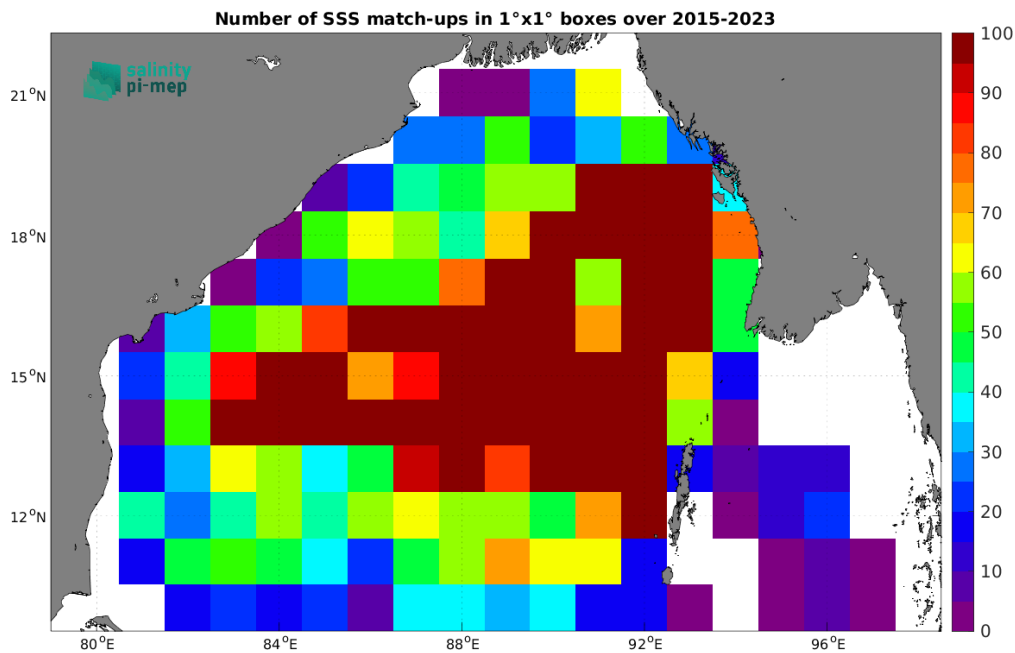 Number of SSS match-ups in 1°x1° boxes over 2015-2023
salinity
pi-mep
21°N
18°N
15°N
12°N
80°E 84°E 88°E 92°E 96°E
100
90
80
70
60
50
40
30
20
10
0